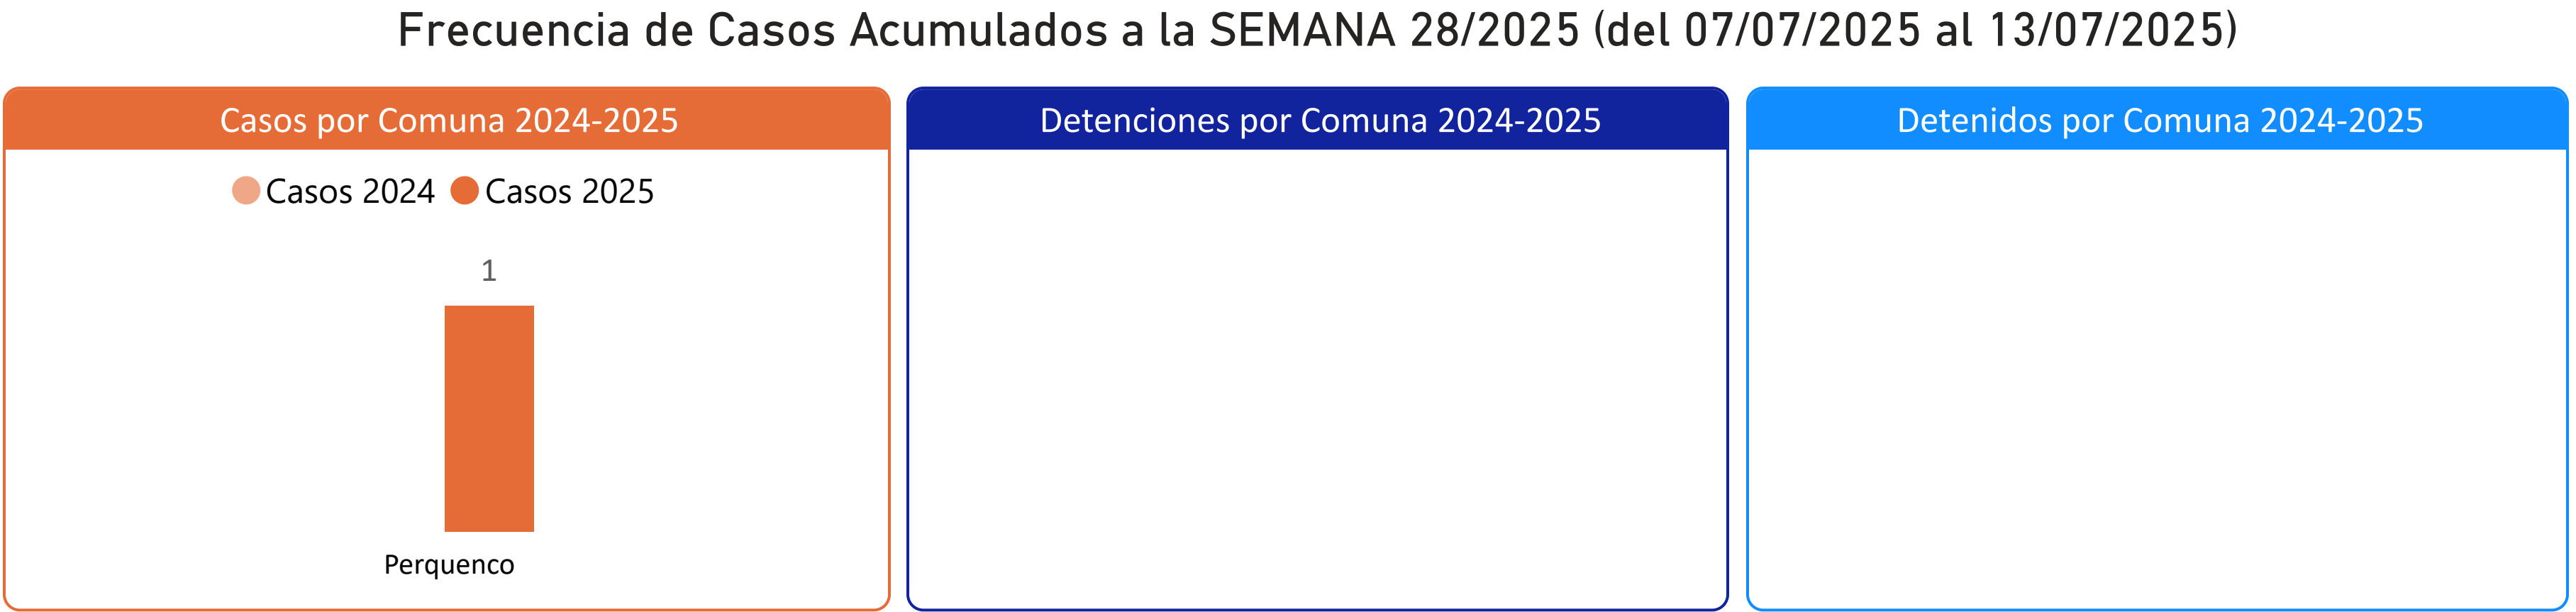 Frecuencia de Casos Acumulados a la SEMANA 28/2025 (del 07/07/2025 al 13/07/2025)
Casos por Comuna 2024-2025
Casos 2024 Casos 2025
1
Perquenco
Detenciones por Comuna 2024-2025
Detenidos por Comuna 2024-2025